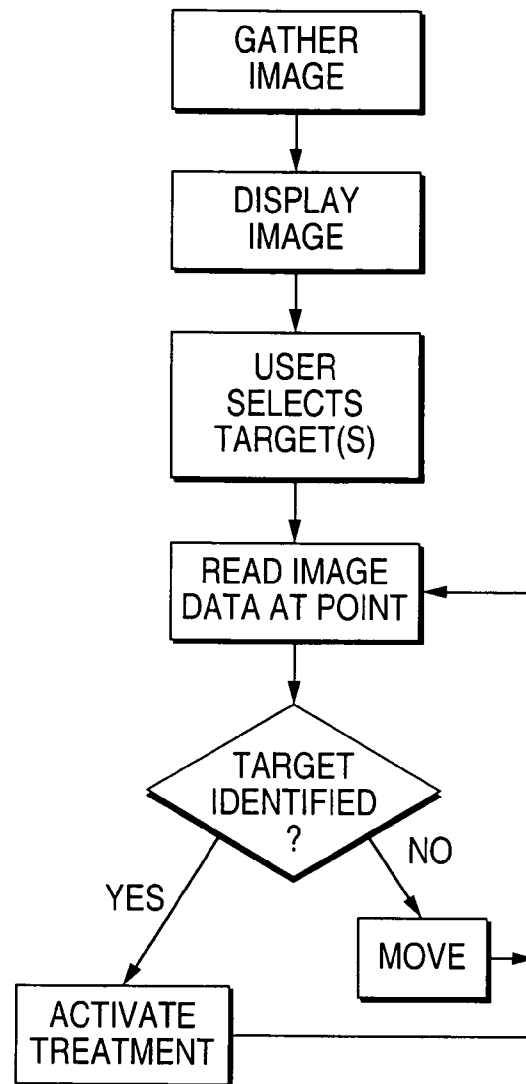 GATHER
IMAGE
DISPLAY
IMAGE
USER
SELECTS
TARGET(S)
READ IMAGE
DATA AT POINT
TARGET
IDENTIFIED
?
YES
NO
MOVE
ACTIVATE
TREATMENT